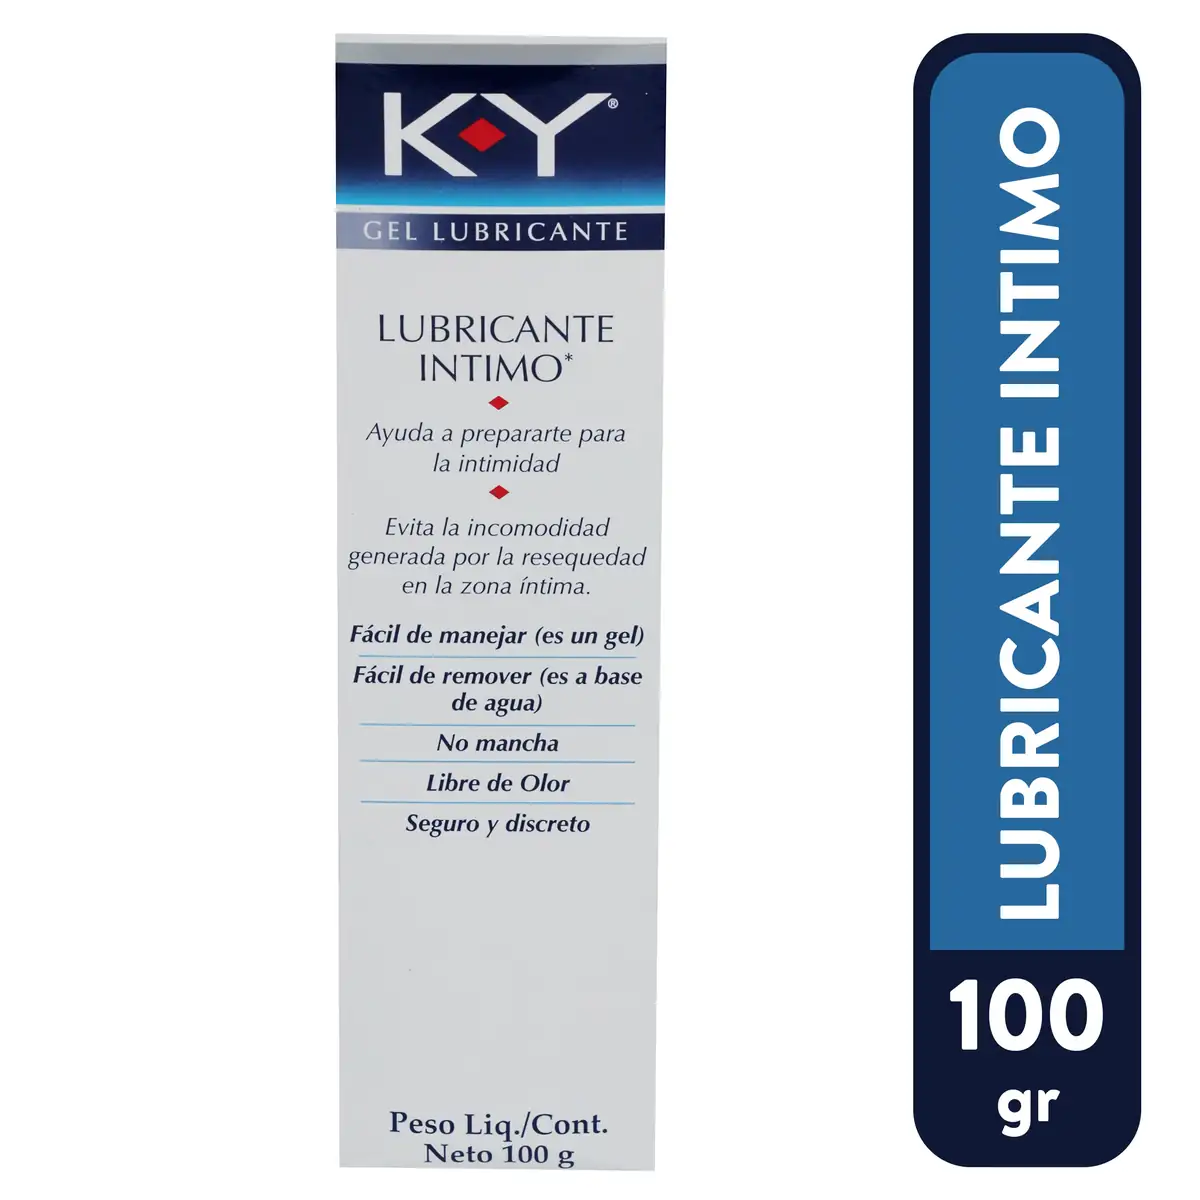 K-Y®
GEL LUBRICANTE
LUBRICANTE
INTIMO*
Ayuda a prepararte para
la intimidad
Evita la incomodidad
generada por la resequedad
en la zona íntima.
Fácil de manejar (es un gel)
Fácil de remover (es a base
de agua)
No mancha
Libre de Olor
Seguro y discreto
Peso Liq./Cont.
Neto 100 g
LUBRICANTE INTIMO
100
gr